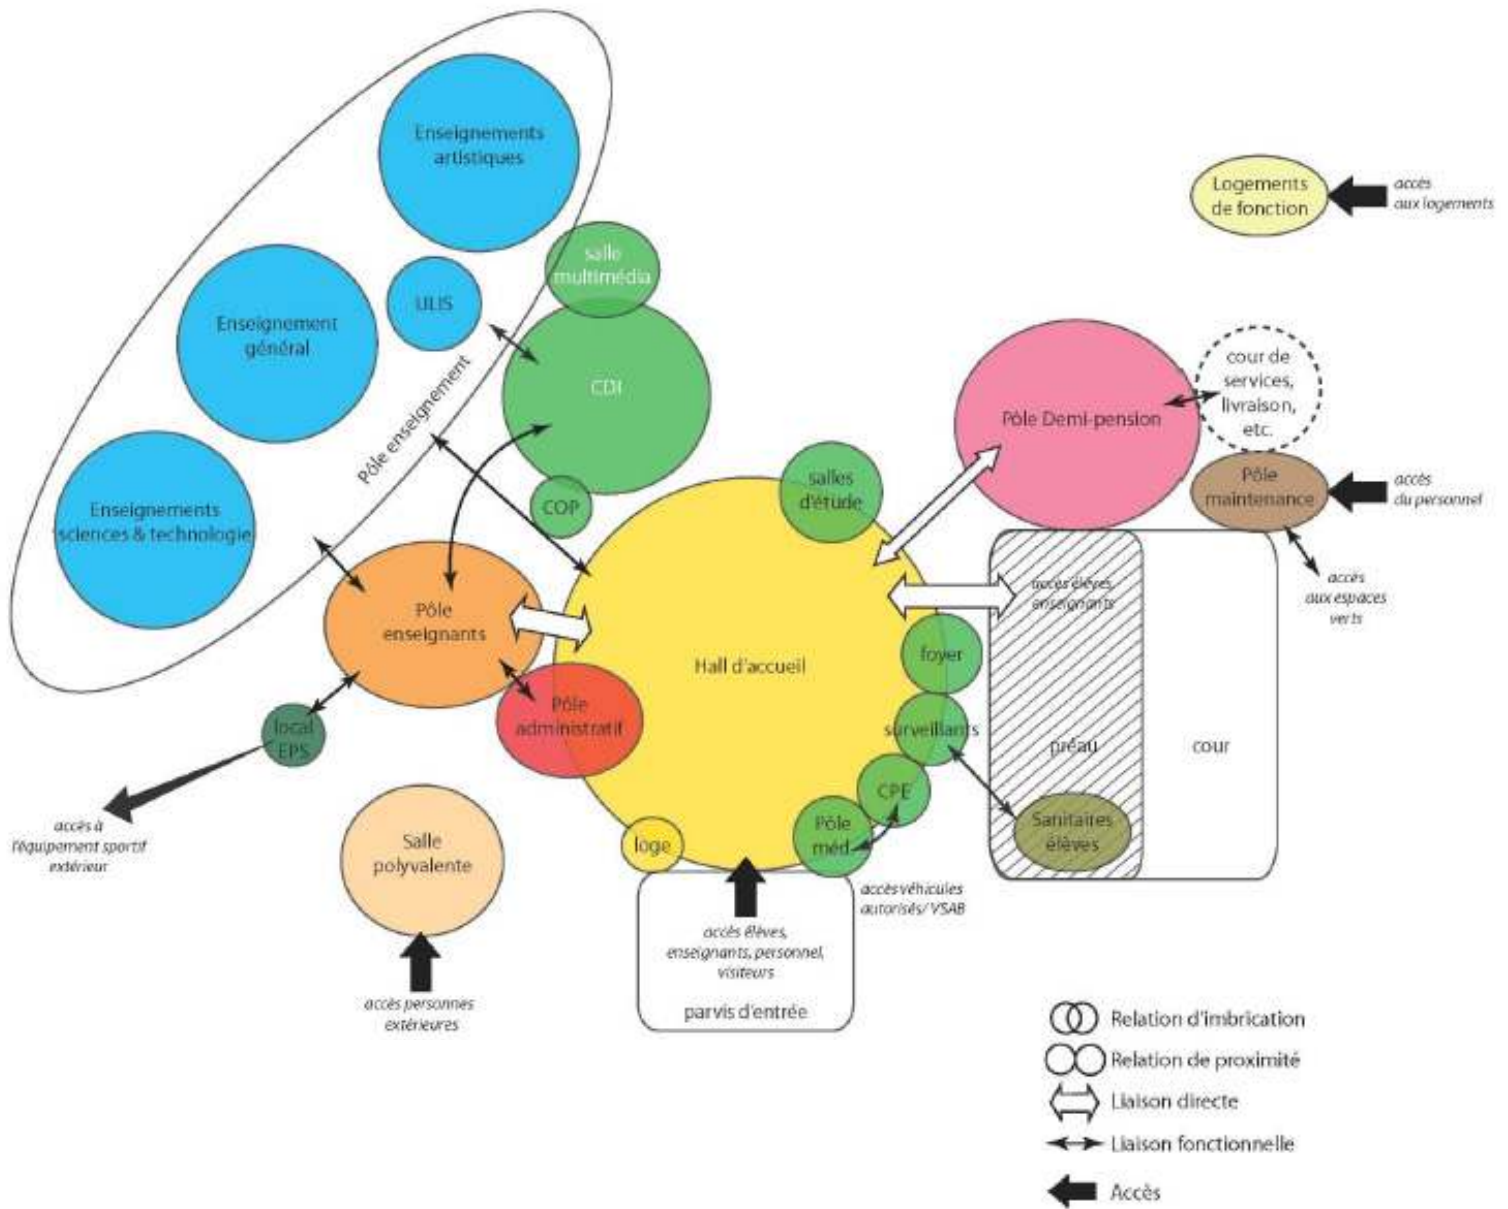 Enseignements
artistiques
Logements
de fonction
accès
aux logements
salle
multimédia
ULIS
Enseignement
général
CDI
Pôle enseignement
cour de
services,
livraison,
etc.
Pôle Demi-pension
Pôle
maintenance
accès
du personnel
salles
d'étude
COP
Enseignements
sciences & technologie
accès élèves
enseignants
accès
aux espaces
verts
Pôle
enseignants
Hall d'accueil
foyer
Pôle
administratif
surveillants
préau
cour
local
EPS
CPE
Pôle
méd.
Sanitaires
élèves
loge
Salle
polyvalente
accès à
l'équipement sportif
extérieur
accès véhicules
autorisés/ VSAB
accès élèves,
enseignants, personnel,
visiteurs
parvis d'entrée
accès personnes
extérieures
Relation d'imbrication
Relation de proximité
Liaison directe
Liaison fonctionnelle
Accès